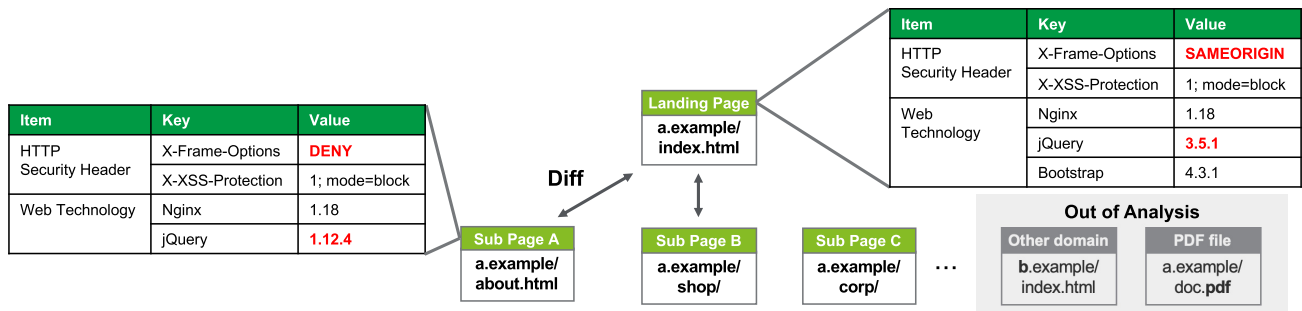 Item Key Value
HTTP
Security Header
X-Frame-Options SAMEORIGIN
X-XSS-Protection 1; mode=block
Web
Technology
Nginx 1.18
jQuery 3.5.1
Bootstrap 4.3.1
Landing Page
a.example/
index.html
Item Key Value
HTTP
Security Header
X-Frame-Options DENY
X-XSS-Protection 1; mode=block
Web Technology Nginx 1.18
jQuery 1.12.4
Diff
Sub Page A
a.example/
about.html
Sub Page B
a.example/
shop/
Sub Page C
a.example/
corp/
...
Out of Analysis
Other domain
b.example/
index.html
PDF file
a.example/
doc.pdf